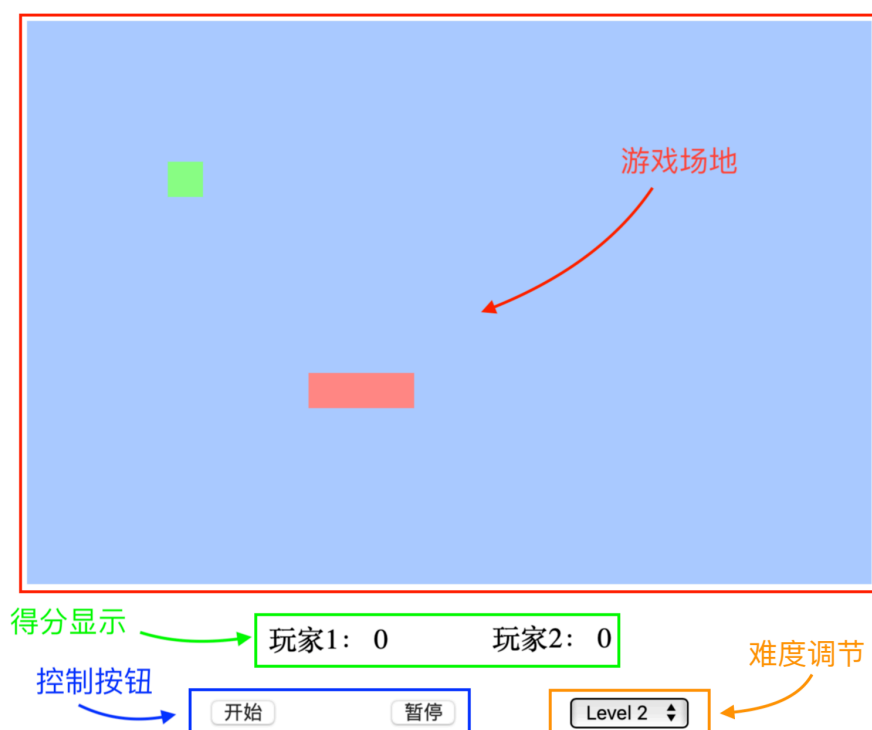 游戏场地
得分显示
玩家1： 0 玩家2： 0
难度调节
控制按钮
开始 暂停 Level 2